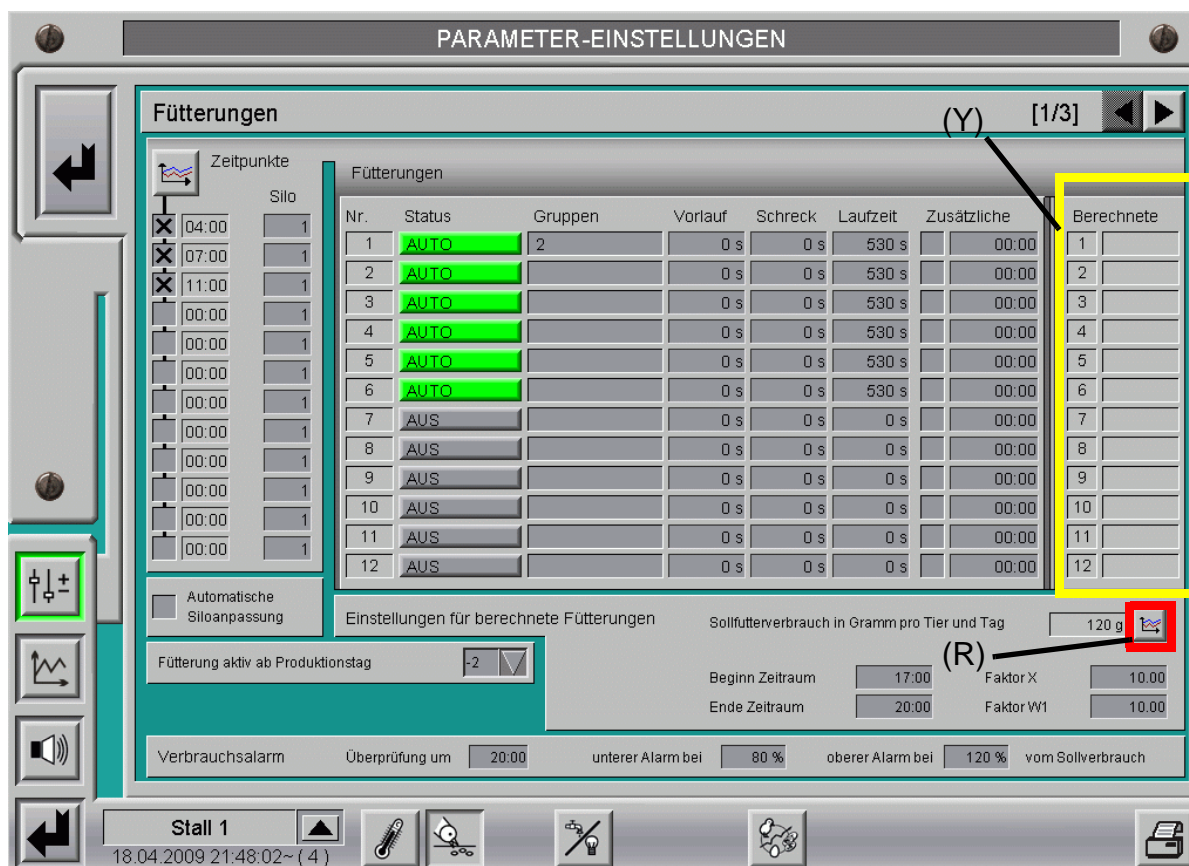 PARAMETER-EINSTELLUNGEN
Fütterungen
(Y)
[1/3]
Zeitpunkte
Silo
04:00 1
07:00 1
11:00 1
00:00 1
00:00 1
00:00 1
00:00 1
00:00 1
00:00 1
00:00 1
00:00 1
00:00 1
Fütterungen
Nr. Status Gruppen Vorlauf Schreck Laufzeit Zusätzliche Berechnete
1 AUTO 2 0 s 0 s 530 s 00:00 1
2 AUTO 0 s 0 s 530 s 00:00 2
3 AUTO 0 s 0 s 530 s 00:00 3
4 AUTO 0 s 0 s 530 s 00:00 4
5 AUTO 0 s 0 s 530 s 00:00 5
6 AUTO 0 s 0 s 530 s 00:00 6
7 AUS 0 s 0 s 0 s 00:00 7
8 AUS 0 s 0 s 0 s 00:00 8
9 AUS 0 s 0 s 0 s 00:00 9
10 AUS 0 s 0 s 0 s 00:00 10
11 AUS 0 s 0 s 0 s 00:00 11
12 AUS 0 s 0 s 0 s 00:00 12
Automatische
Siloanpassung
Fütterung aktiv ab Produktionstag -2
Einstellungen für berechnete Fütterungen
Sollfutterverbrauch in Gramm pro Tier und Tag 120 g
(R)
Beginn Zeitraum 17:00 Faktor X 10.00
Ende Zeitraum 20:00 Faktor W1 10.00
Verbrauchsalarm Überprüfung um 20:00 unterer Alarm bei 80 % oberer Alarm bei 120 % vom Sollverbrauch
Stall 1
18.04.2009 21:48:02~ ( 4 )